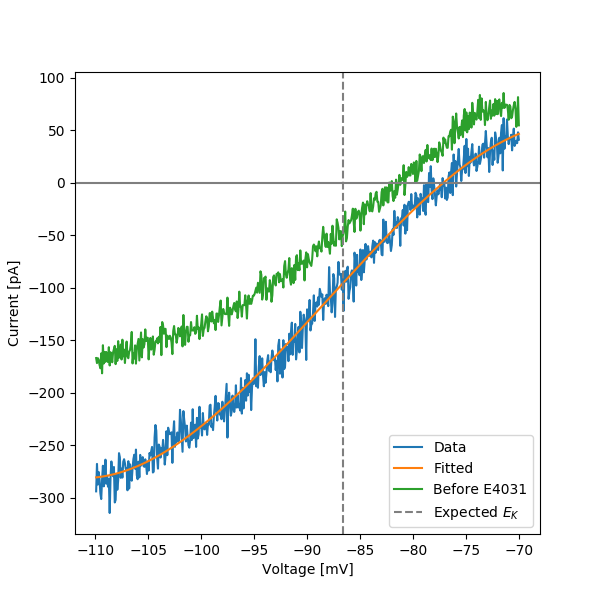 100
50
0
−50
−100
−150
−200
−250
−300
Current [pA]
−110 −105 −100 −95 −90 −85 −80 −75 −70
Voltage [mV]
Data
Fitted
Before E4031
Expected E_K